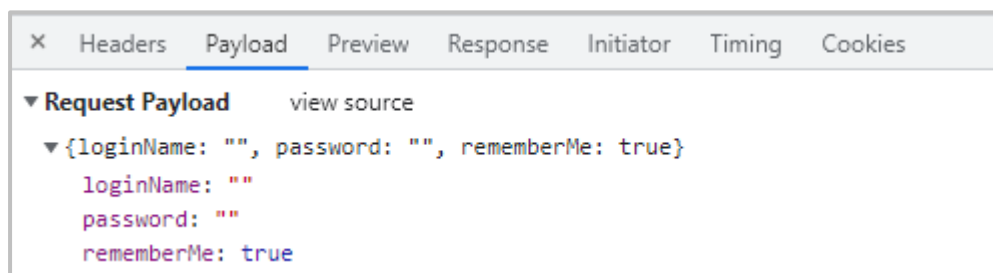 × Headers Payload Preview Response Initiator Timing Cookies
▼ Request Payload view source
▼ {loginName: "", password: "", rememberMe: true}
loginName: ""
password: ""
rememberMe: true